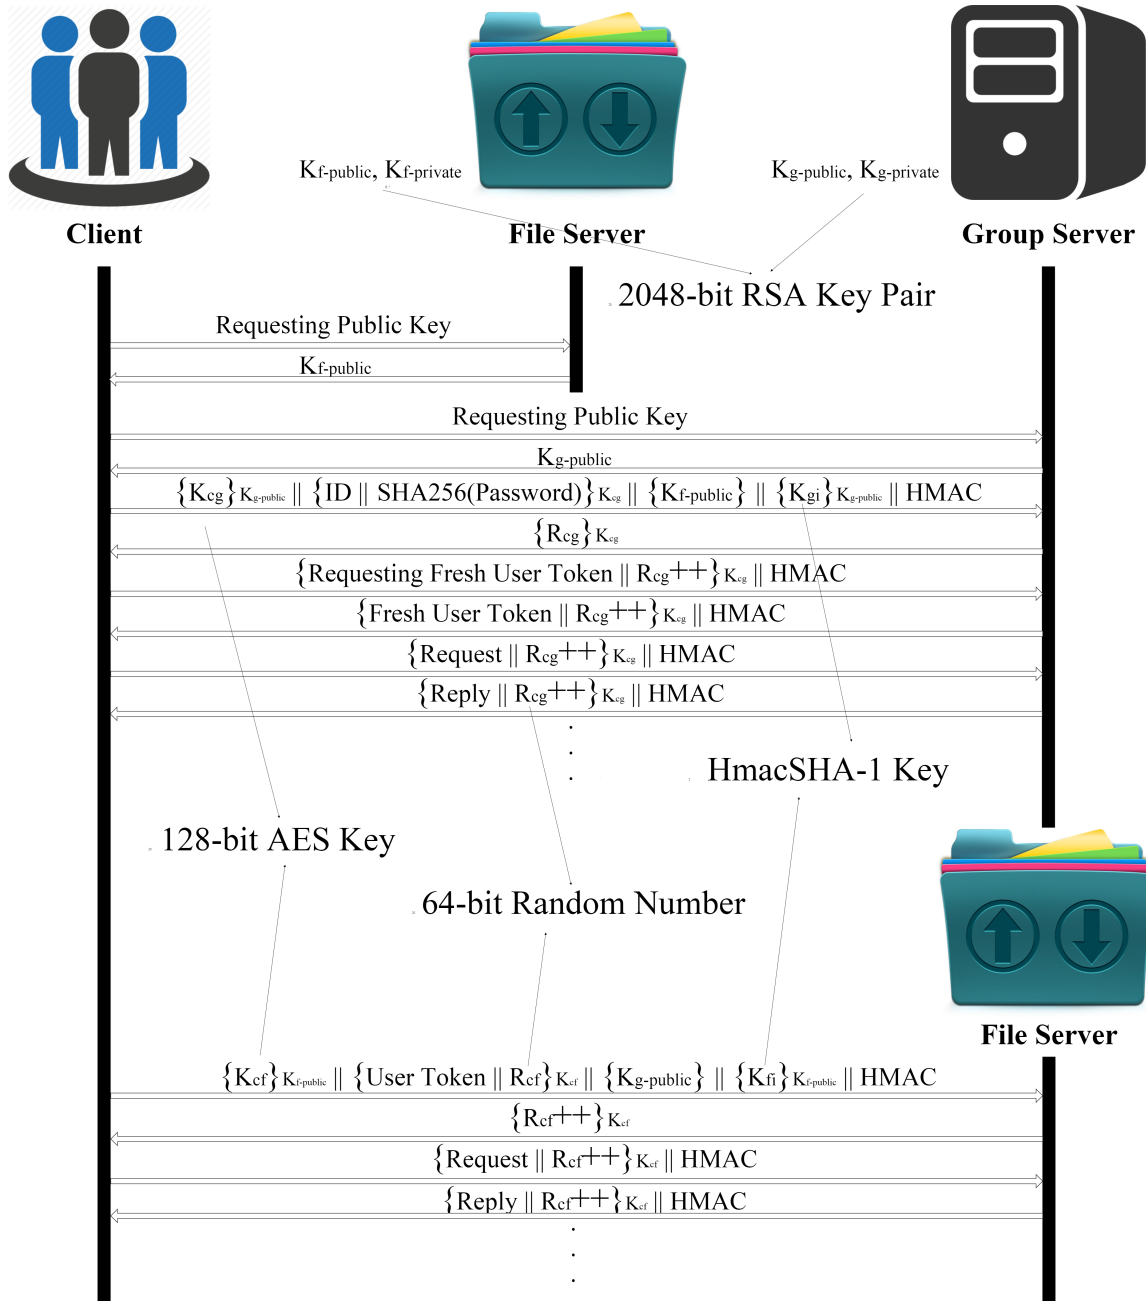 Kf-public, Kf-private
Kg-public, Kg-private
Client
File Server
Group Server
2048-bit RSA Key Pair
Requesting Public Key
Kf-public
Requesting Public Key
Kg-public
{Kcg}Kg-public || {ID || SHA256(Password)}Kcg || {Kf-public} || {Kgi}Kg-public || HMAC
{Rcg}Kcg
{Requesting Fresh User Token || Rcg++}Kcg || HMAC
{Fresh User Token || Rcg++}Kcg || HMAC
{Request || Rcg++}Kcg || HMAC
{Reply || Rcg++}Kcg || HMAC
.
.
.
HmacSHA-1 Key
128-bit AES Key
64-bit Random Number
File Server
{Kcf}Kf-public || {User Token || Rcf}Kcf || {Kg-public} || {Kfi}Kf-public || HMAC
{Rcf++}Kcf
{Request || Rcf++}Kcf || HMAC
{Reply || Rcf++}Kcf || HMAC
.
.
.